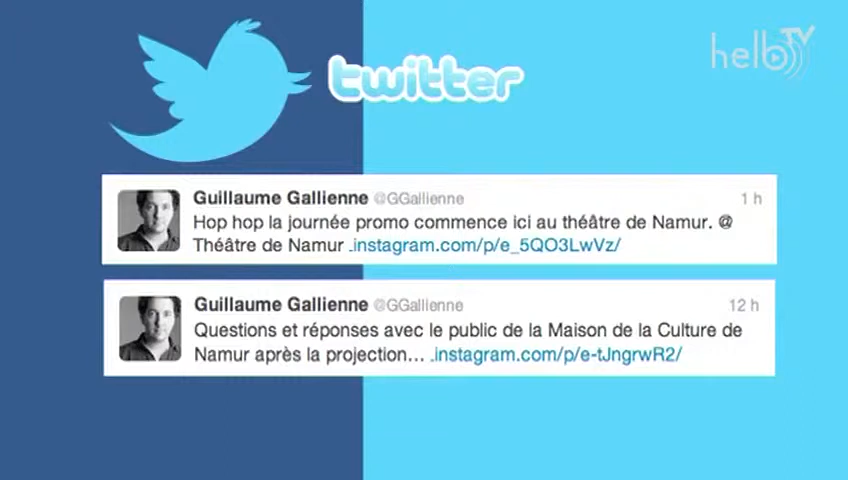 helb TV
twitter
Guillaume Gallienne @GGallienne 1 h
Hop hop la journée promo commence ici au théâtre de Namur. @
Théâtre de Namur .instagram.com/p/e_5QO3LwVz/
Guillaume Gallienne @GGallienne 12 h
Questions et réponses avec le public de la Maison de la Culture de
Namur après la projection... .instagram.com/p/e-tJngrwR2/